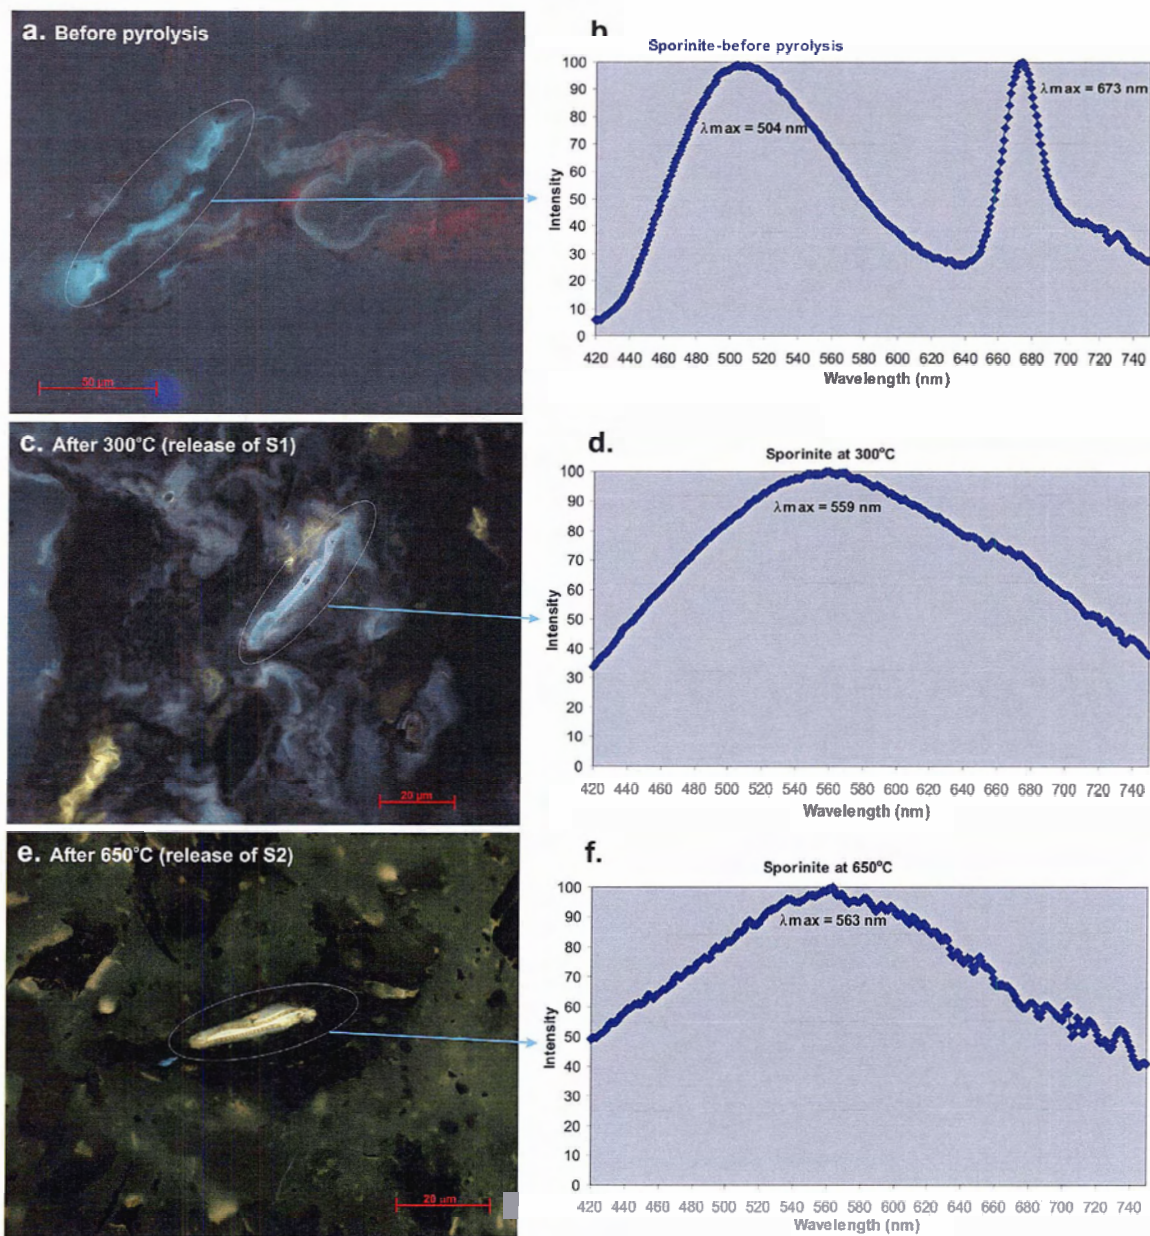 a. Before pyrolysis
50 µm
b.
Sporinite-before pyrolysis
λmax = 504 nm
λmax = 673 nm
Intensity
100
90
80
70
60
50
40
30
20
10
0
420 440 460 480 500 520 540 560 580 600 620 640 660 680 700 720 740
Wavelength (nm)
c. After 300°C (release of S1)
20 µm
d.
Sporinite at 300°C
λmax = 559 nm
Intensity
100
90
80
70
60
50
40
30
20
10
0
420 440 460 480 500 520 540 560 580 600 620 640 660 680 700 720 740
Wavelength (nm)
e. After 650°C (release of S2)
20 µm
f.
Sporinite at 650°C
λmax = 563 nm
Intensity
100
90
80
70
60
50
40
30
20
10
0
420 440 460 480 500 520 540 560 580 600 620 640 660 680 700 720 740
Wavelength (nm)